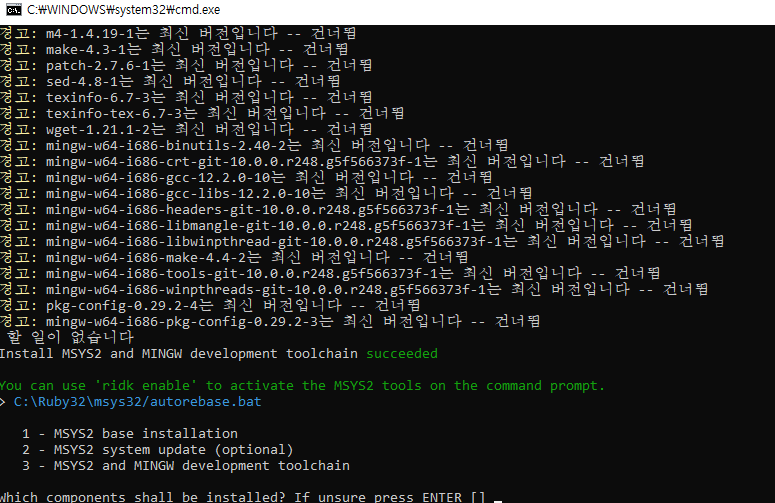 C:\WINDOWS\system32\cmd.exe
경고: m4-1.4.19-1는 최신 버전입니다 -- 건너뜀
경고: make-4.3-1는 최신 버전입니다 -- 건너뜀
경고: patch-2.7.6-1는 최신 버전입니다 -- 건너뜀
경고: sed-4.8-1는 최신 버전입니다 -- 건너뜀
경고: texinfo-6.7-3는 최신 버전입니다 -- 건너뜀
경고: texinfo-tex-6.7-3는 최신 버전입니다 -- 건너뜀
경고: wget-1.21.1-2는 최신 버전입니다 -- 건너뜀
경고: mingw-w64-i686-binutils-2.40-2는 최신 버전입니다 -- 건너뜀
경고: mingw-w64-i686-crt-git-10.0.0.r248.g5f566373f-1는 최신 버전입니다 -- 건너뜀
경고: mingw-w64-i686-gcc-12.2.0-10는 최신 버전입니다 -- 건너뜀
경고: mingw-w64-i686-gcc-libs-12.2.0-10는 최신 버전입니다 -- 건너뜀
경고: mingw-w64-i686-headers-git-10.0.0.r248.g5f566373f-1는 최신 버전입니다 -- 건너뜀
경고: mingw-w64-i686-libmangle-git-10.0.0.r248.g5f566373f-1는 최신 버전입니다 -- 건너뜀
경고: mingw-w64-i686-libwinpthread-git-10.0.0.r248.g5f566373f-1는 최신 버전입니다 -- 건너뜀
경고: mingw-w64-i686-make-4.4-2는 최신 버전입니다 -- 건너뜀
경고: mingw-w64-i686-tools-git-10.0.0.r248.g5f566373f-1는 최신 버전입니다 -- 건너뜀
경고: mingw-w64-i686-winpthreads-git-10.0.0.r248.g5f566373f-1는 최신 버전입니다 -- 건너뜀
경고: pkg-config-0.29.2-4는 최신 버전입니다 -- 건너뜀
경고: mingw-w64-i686-pkg-config-0.29.2-3는 최신 버전입니다 -- 건너뜀
할 일이 없습니다
Install MSYS2 and MINGW development toolchain succeeded
You can use 'ridk enable' to activate the MSYS2 tools on the command prompt.
> C:\Ruby32\msys32/autorebase.bat
1 - MSYS2 base installation
2 - MSYS2 system update (optional)
3 - MSYS2 and MINGW development toolchain
Which components shall be installed? If unsure press ENTER [] _